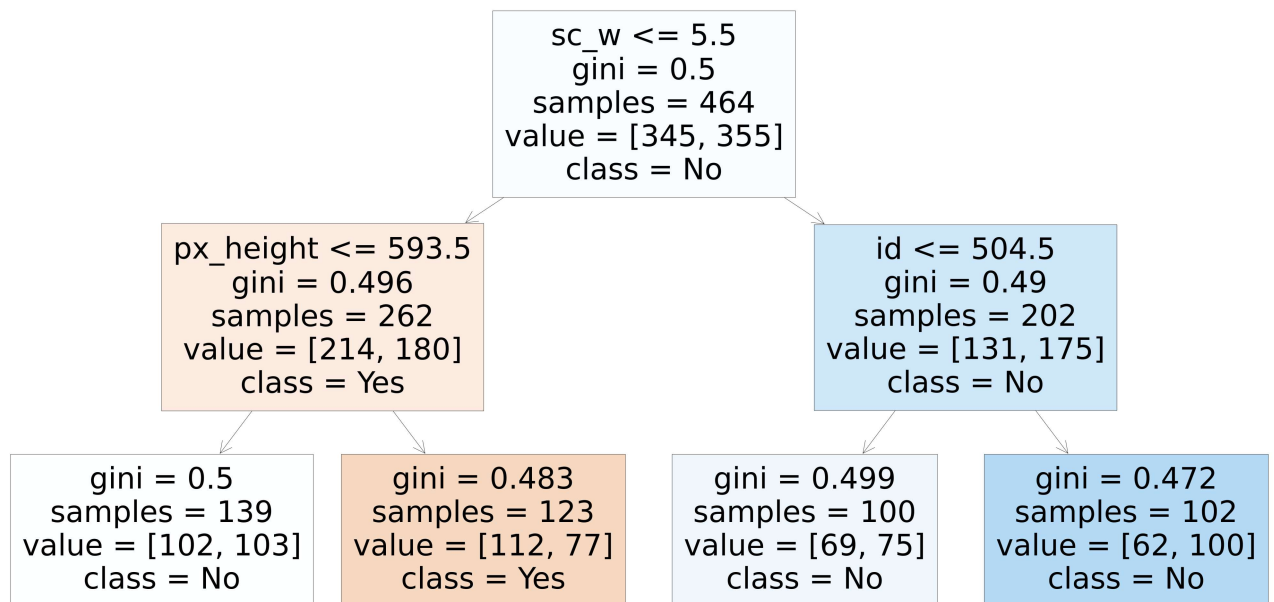 sc_w <= 5.5
gini = 0.5
samples = 464
value = [345, 355]
class = No
px_height <= 593.5
gini = 0.496
samples = 262
value = [214, 180]
class = Yes
id <= 504.5
gini = 0.49
samples = 202
value = [131, 175]
class = No
gini = 0.5
samples = 139
value = [102, 103]
class = No
gini = 0.483
samples = 123
value = [112, 77]
class = Yes
gini = 0.499
samples = 100
value = [69, 75]
class = No
gini = 0.472
samples = 102
value = [62, 100]
class = No